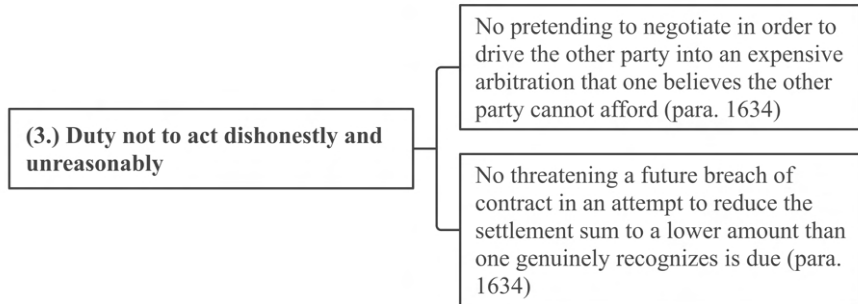 No pretending to negotiate in order to
drive the other party into an expensive
arbitration that one believes the other
party cannot afford (para. 1634)
(3.) Duty not to act dishonestly and
unreasonably
No threatening a future breach of
contract in an attempt to reduce the
settlement sum to a lower amount than
one genuinely recognizes is due (para.
1634)